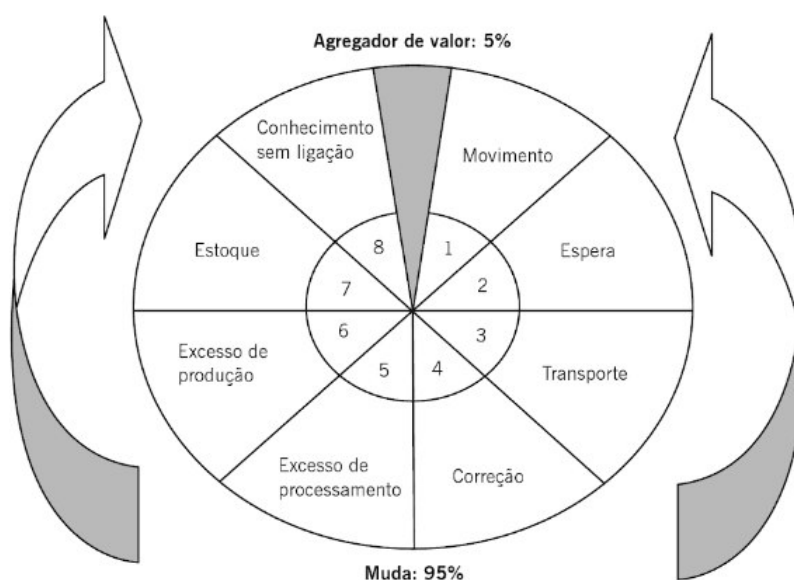 Agregador de valor: 5%
Conhecimento
sem ligação
Movimento
Estoque
Espera
8
1
7
2
6
3
5
4
Excesso de
produção
Transporte
Excesso de
processamento
Correção
Muda: 95%